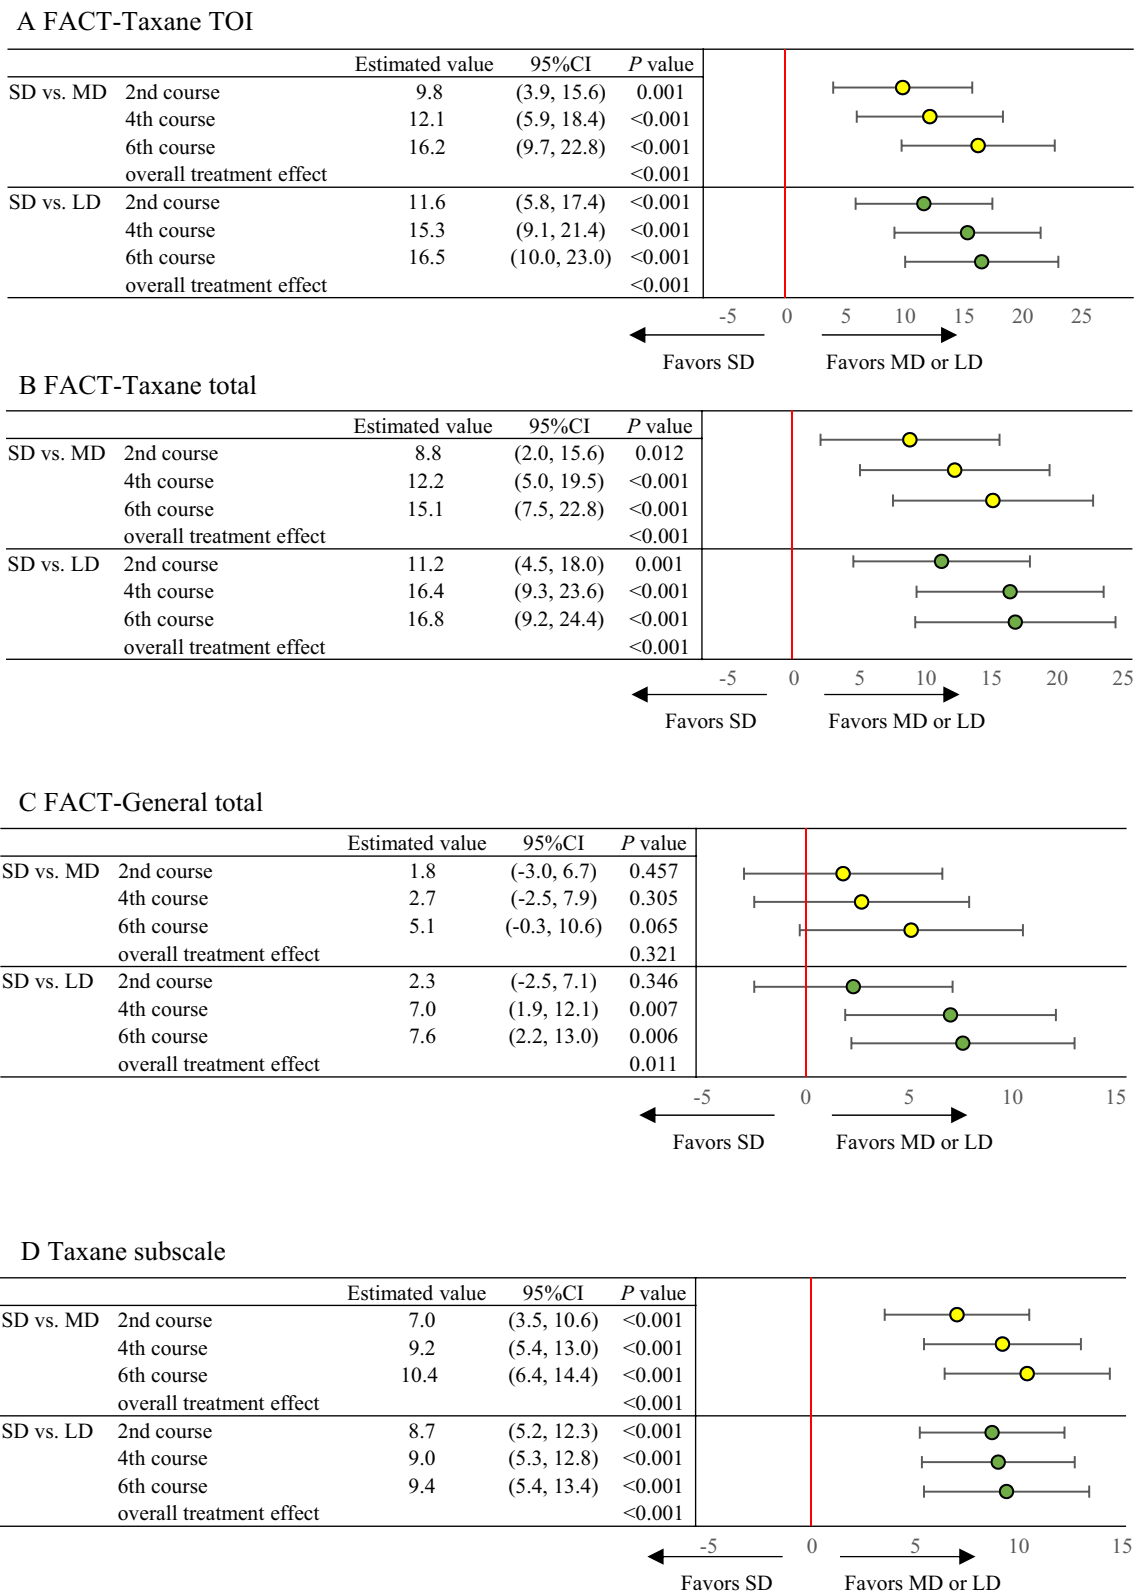 A FACT-Taxane TOI
Estimated value 95%CI P value
SD vs. MD 2nd course 9.8 (3.9, 15.6) 0.001
4th course 12.1 (5.9, 18.4) <0.001
6th course 16.2 (9.7, 22.8) <0.001
overall treatment effect <0.001
SD vs. LD 2nd course 11.6 (5.8, 17.4) <0.001
4th course 15.3 (9.1, 21.4) <0.001
6th course 16.5 (10.0, 23.0) <0.001
overall treatment effect <0.001
-5 0 5 10 15 20 25
Favors SD Favors MD or LD
B FACT-Taxane total
Estimated value 95%CI P value
SD vs. MD 2nd course 8.8 (2.0, 15.6) 0.012
4th course 12.2 (5.0, 19.5) <0.001
6th course 15.1 (7.5, 22.8) <0.001
overall treatment effect <0.001
SD vs. LD 2nd course 11.2 (4.5, 18.0) 0.001
4th course 16.4 (9.3, 23.6) <0.001
6th course 16.8 (9.2, 24.4) <0.001
overall treatment effect <0.001
-5 0 5 10 15 20 25
Favors SD Favors MD or LD
C FACT-General total
Estimated value 95%CI P value
SD vs. MD 2nd course 1.8 (-3.0, 6.7) 0.457
4th course 2.7 (-2.5, 7.9) 0.305
6th course 5.1 (-0.3, 10.6) 0.065
overall treatment effect 0.321
SD vs. LD 2nd course 2.3 (-2.5, 7.1) 0.346
4th course 7.0 (1.9, 12.1) 0.007
6th course 7.6 (2.2, 13.0) 0.006
overall treatment effect 0.011
-5 0 5 10 15
Favors SD Favors MD or LD
D Taxane subscale
Estimated value 95%CI P value
SD vs. MD 2nd course 7.0 (3.5, 10.6) <0.001
4th course 9.2 (5.4, 13.0) <0.001
6th course 10.4 (6.4, 14.4) <0.001
overall treatment effect <0.001
SD vs. LD 2nd course 8.7 (5.2, 12.3) <0.001
4th course 9.0 (5.3, 12.8) <0.001
6th course 9.4 (5.4, 13.4) <0.001
overall treatment effect <0.001
-5 0 5 10 15
Favors SD Favors MD or LD